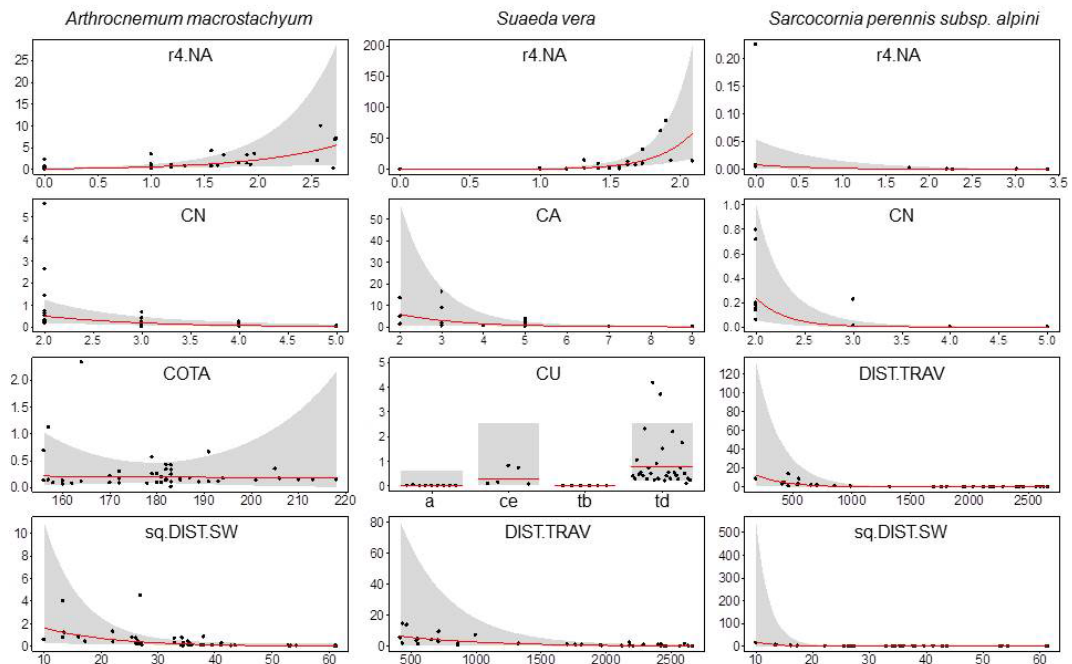 Arthrocnemum macrostachyum Suaeda vera Sarcocornia perennis subsp. alpini
r4.NA r4.NA r4.NA
25 20 15 10 5 0
200 150 100 50 0
0.20 0.15 0.10 0.05 0.00
0.0 0.5 1.0 1.5 2.0 2.5
0.0 0.5 1.0 1.5 2.0
0.0 0.5 1.0 1.5 2.0 2.5 3.0 3.5
CN CA CN
5 4 3 2 1 0
50 40 30 20 10 0
1.0 0.8 0.6 0.4 0.2 0.0
2.0 2.5 3.0 3.5 4.0 4.5 5.0
2 3 4 5 6 7 8 9
2.0 2.5 3.0 3.5 4.0 4.5 5.0
COTA CU DIST.TRAV
2.0 1.5 1.0 0.5 0.0
5 4 3 2 1 0
120 100 80 60 40 20 0
160 170 180 190 200 210 220
a ce tb td
500 1000 1500 2000 2500
sq.DIST.SW DIST.TRAV sq.DIST.SW
10 8 6 4 2 0
80 60 40 20 0
500 400 300 200 100 0
10 20 30 40 50 60
500 1000 1500 2000 2500
10 20 30 40 50 60